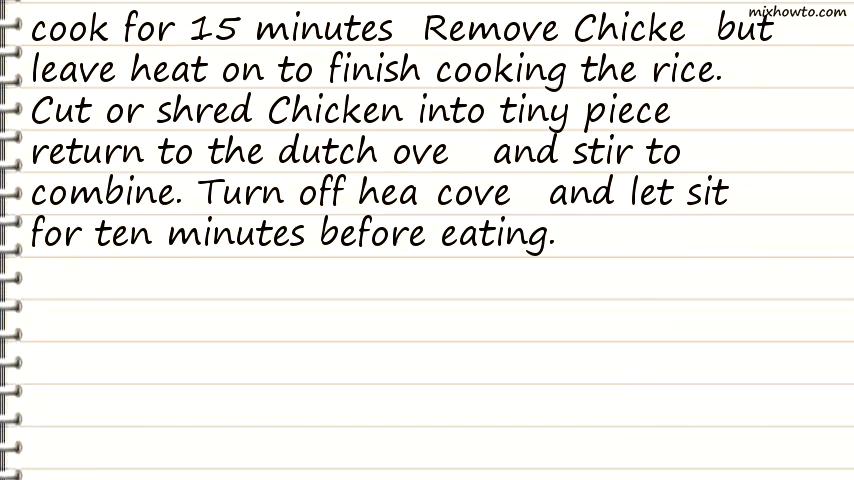 mixhowto.com
cook for 15 minutes Remove Chicke but
leave heat on to finish cooking the rice.
Cut or shred Chicken into tiny piece
return to the dutch ove and stir to
combine. Turn off hea cove and let sit
for ten minutes before eating.